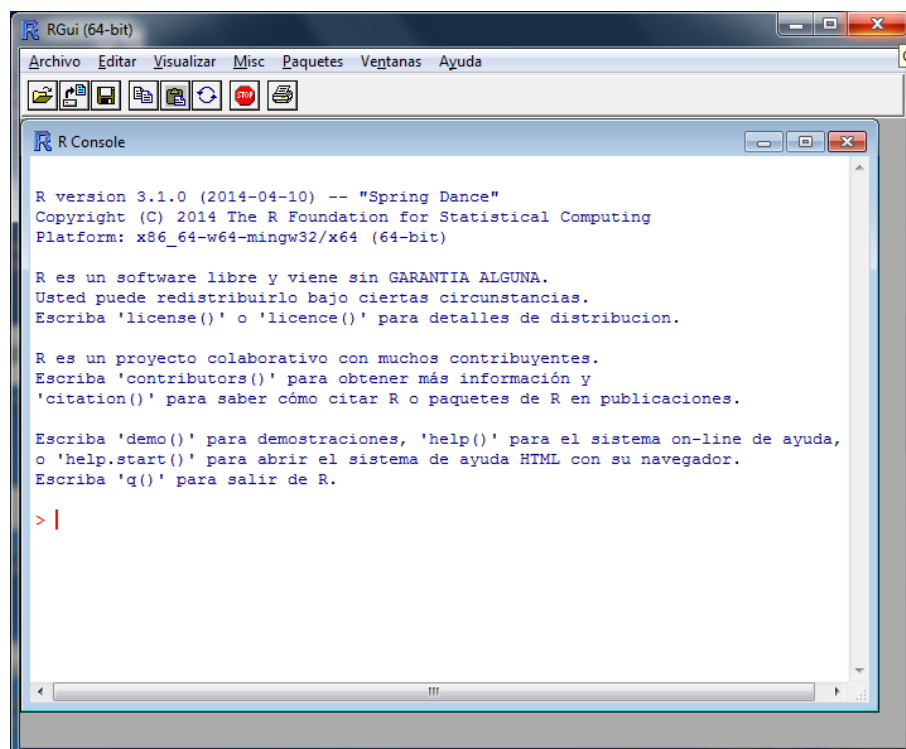 RGui (64-bit)
Archivo Editar Visualizar Misc Paquetes Ventanas Ayuda
STOP
R Console
R version 3.1.0 (2014-04-10) -- "Spring Dance"
Copyright (C) 2014 The R Foundation for Statistical Computing
Platform: x86_64-w64-mingw32/x64 (64-bit)
R es un software libre y viene sin GARANTIA ALGUNA.
Usted puede redistribuirlo bajo ciertas circunstancias.
Escriba 'license()' o 'licence()' para detalles de distribucion.
R es un proyecto colaborativo con muchos contribuyentes.
Escriba 'contributors()' para obtener más información y
'citation()' para saber cómo citar R o paquetes de R en publicaciones.
Escriba 'demo()' para demostraciones, 'help()' para el sistema on-line de ayuda,
o 'help.start()' para abrir el sistema de ayuda HTML con su navegador.
Escriba 'q()' para salir de R.
>